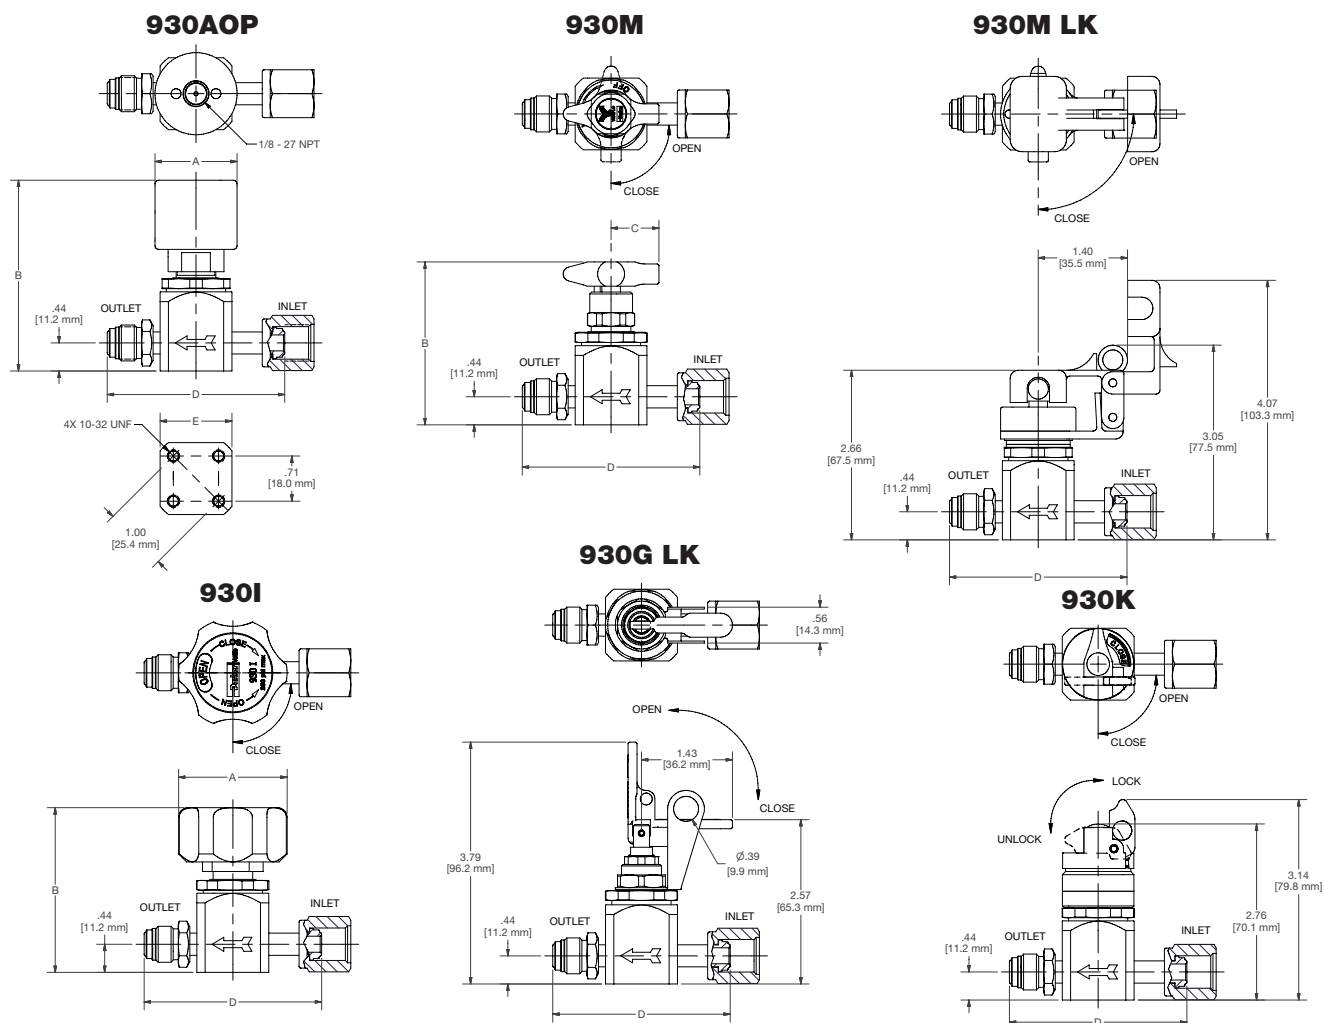 930AOP
1/8 - 27 NPT
A
B
.44
[11.2 mm]
OUTLET
INLET
D
E
4X 10-32 UNF
.71
[18.0 mm]
1.00
[25.4 mm]
930M
OPEN
CLOSE
C
B
.44
[11.2 mm]
OUTLET
INLET
D
930M LK
OPEN
CLOSE
1.40
[35.5 mm]
4.07
[103.3 mm]
3.05
[77.5 mm]
2.66
[67.5 mm]
.44
[11.2 mm]
OUTLET
INLET
D
930I
CLOSE
OPEN
930 I
OPEN
OPEN
CLOSE
A
B
.44
[11.2 mm]
OUTLET
INLET
D
930G LK
.56
[14.3 mm]
OPEN
1.43
[36.2 mm]
CLOSE
3.79
[96.2 mm]
Ø.39
[9.9 mm]
2.57
[65.3 mm]
.44
[11.2 mm]
OUTLET
INLET
D
930K
CLOSE
OPEN
CLOSE
LOCK
UNLOCK
3.14
[79.8 mm]
2.76
[70.1 mm]
.44
[11.2 mm]
OUTLET
INLET
D